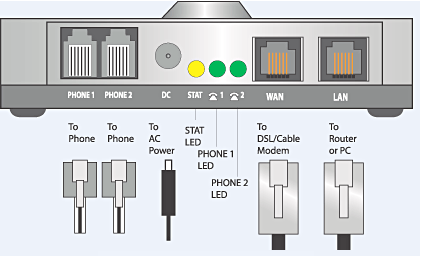 PHONE 1 PHONE 2 DC STAT 1 2 WAN LAN
To
Phone
To
Phone
To
AC
Power
STAT
LED
PHONE 1
LED
PHONE 2
LED
To
DSL/Cable
Modem
To
Router
or PC